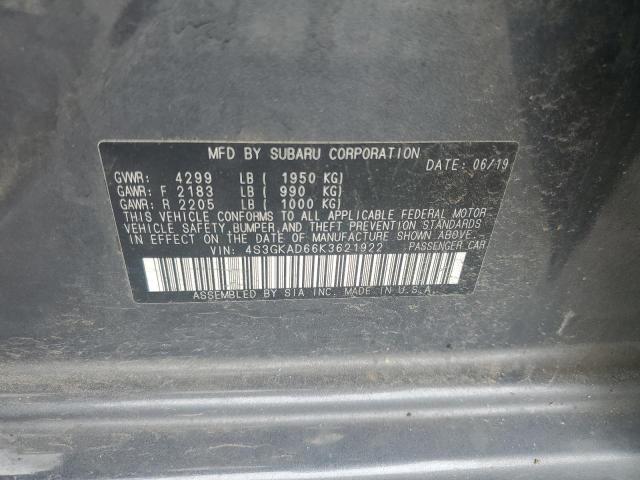 MFD BY SUBARU CORPORATION
DATE: 06/19
GVWR: 4299 LB ( 1950 KG)
GAWR: F 2183 LB ( 990 KG)
GAWR: R 2205 LB ( 1000 KG)
THIS VEHICLE CONFORMS TO ALL APPLICABLE FEDERAL MOTOR
VEHICLE SAFETY, BUMPER, AND THEFT PREVENTION STANDARDS
IN EFFECT ON THE DATE OF MANUFACTURE SHOWN ABOVE.
VIN: 4S3GKAD66K3621922 PASSENGER CAR
ASSEMBLED BY SIA INC. MADE IN U.S.A.